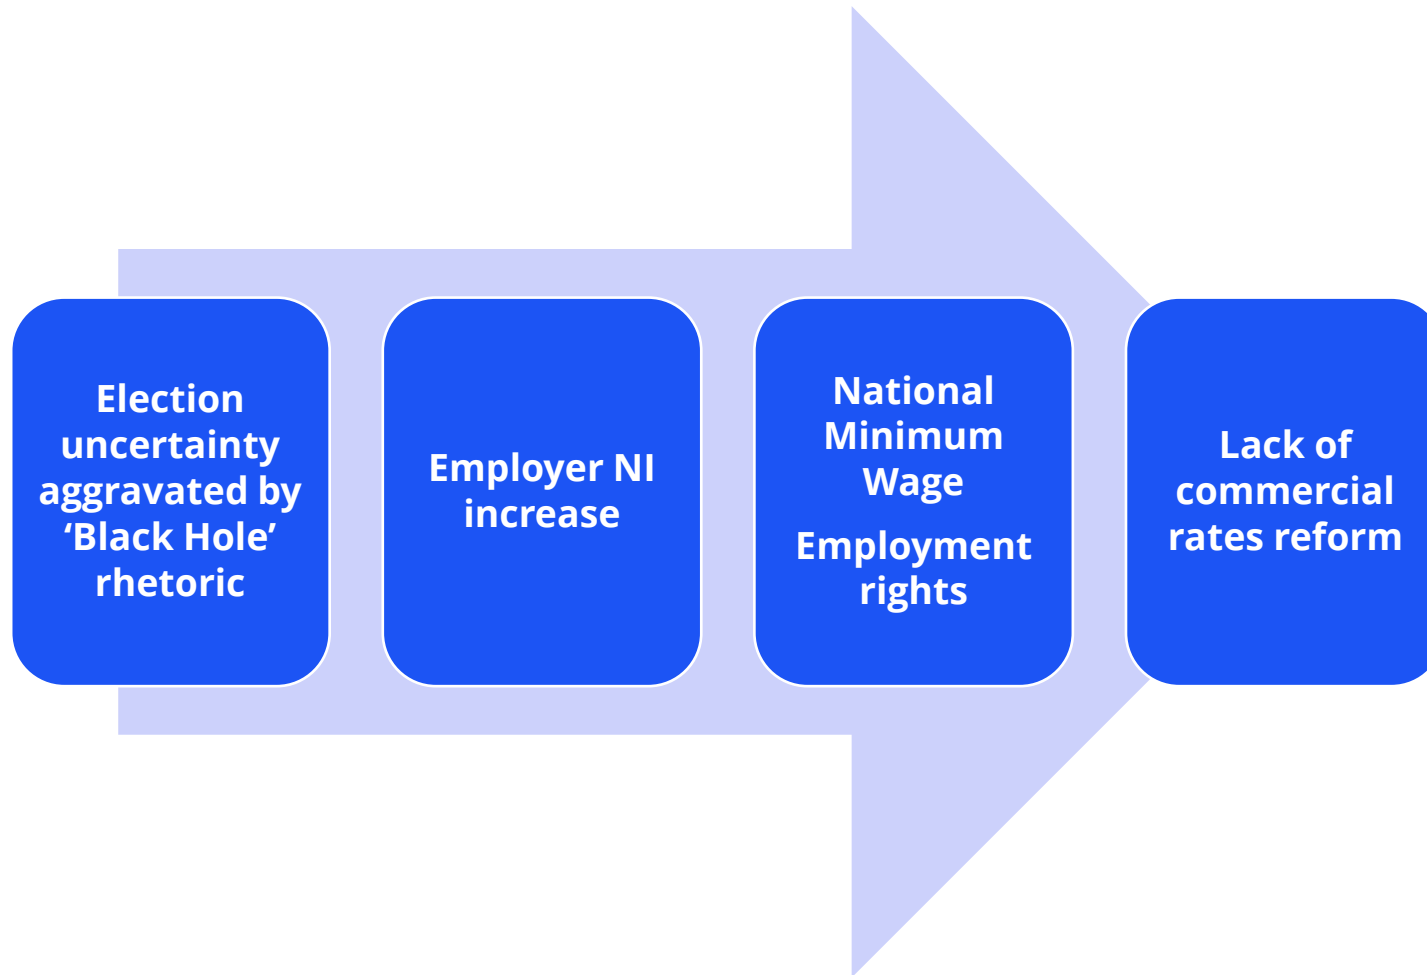 Election
uncertainty
aggravated by
‘Black Hole’
rhetoric
Employer NI
increase
National
Minimum
Wage
Employment
rights
Lack of
commercial
rates reform